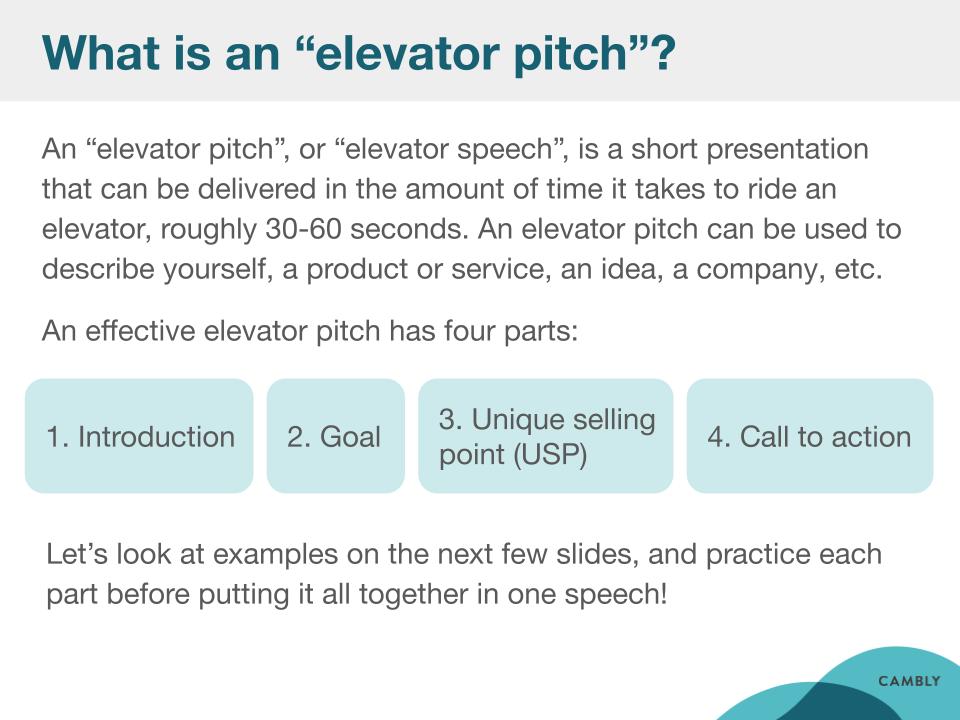 What is an “elevator pitch”?
An “elevator pitch”, or “elevator speech”, is a short presentation
that can be delivered in the amount of time it takes to ride an
elevator, roughly 30-60 seconds. An elevator pitch can be used to
describe yourself, a product or service, an idea, a company, etc.
An effective elevator pitch has four parts:
1. Introduction
2. Goal
3. Unique selling
point (USP)
4. Call to action
Let’s look at examples on the next few slides, and practice each
part before putting it all together in one speech!
CAMBLY